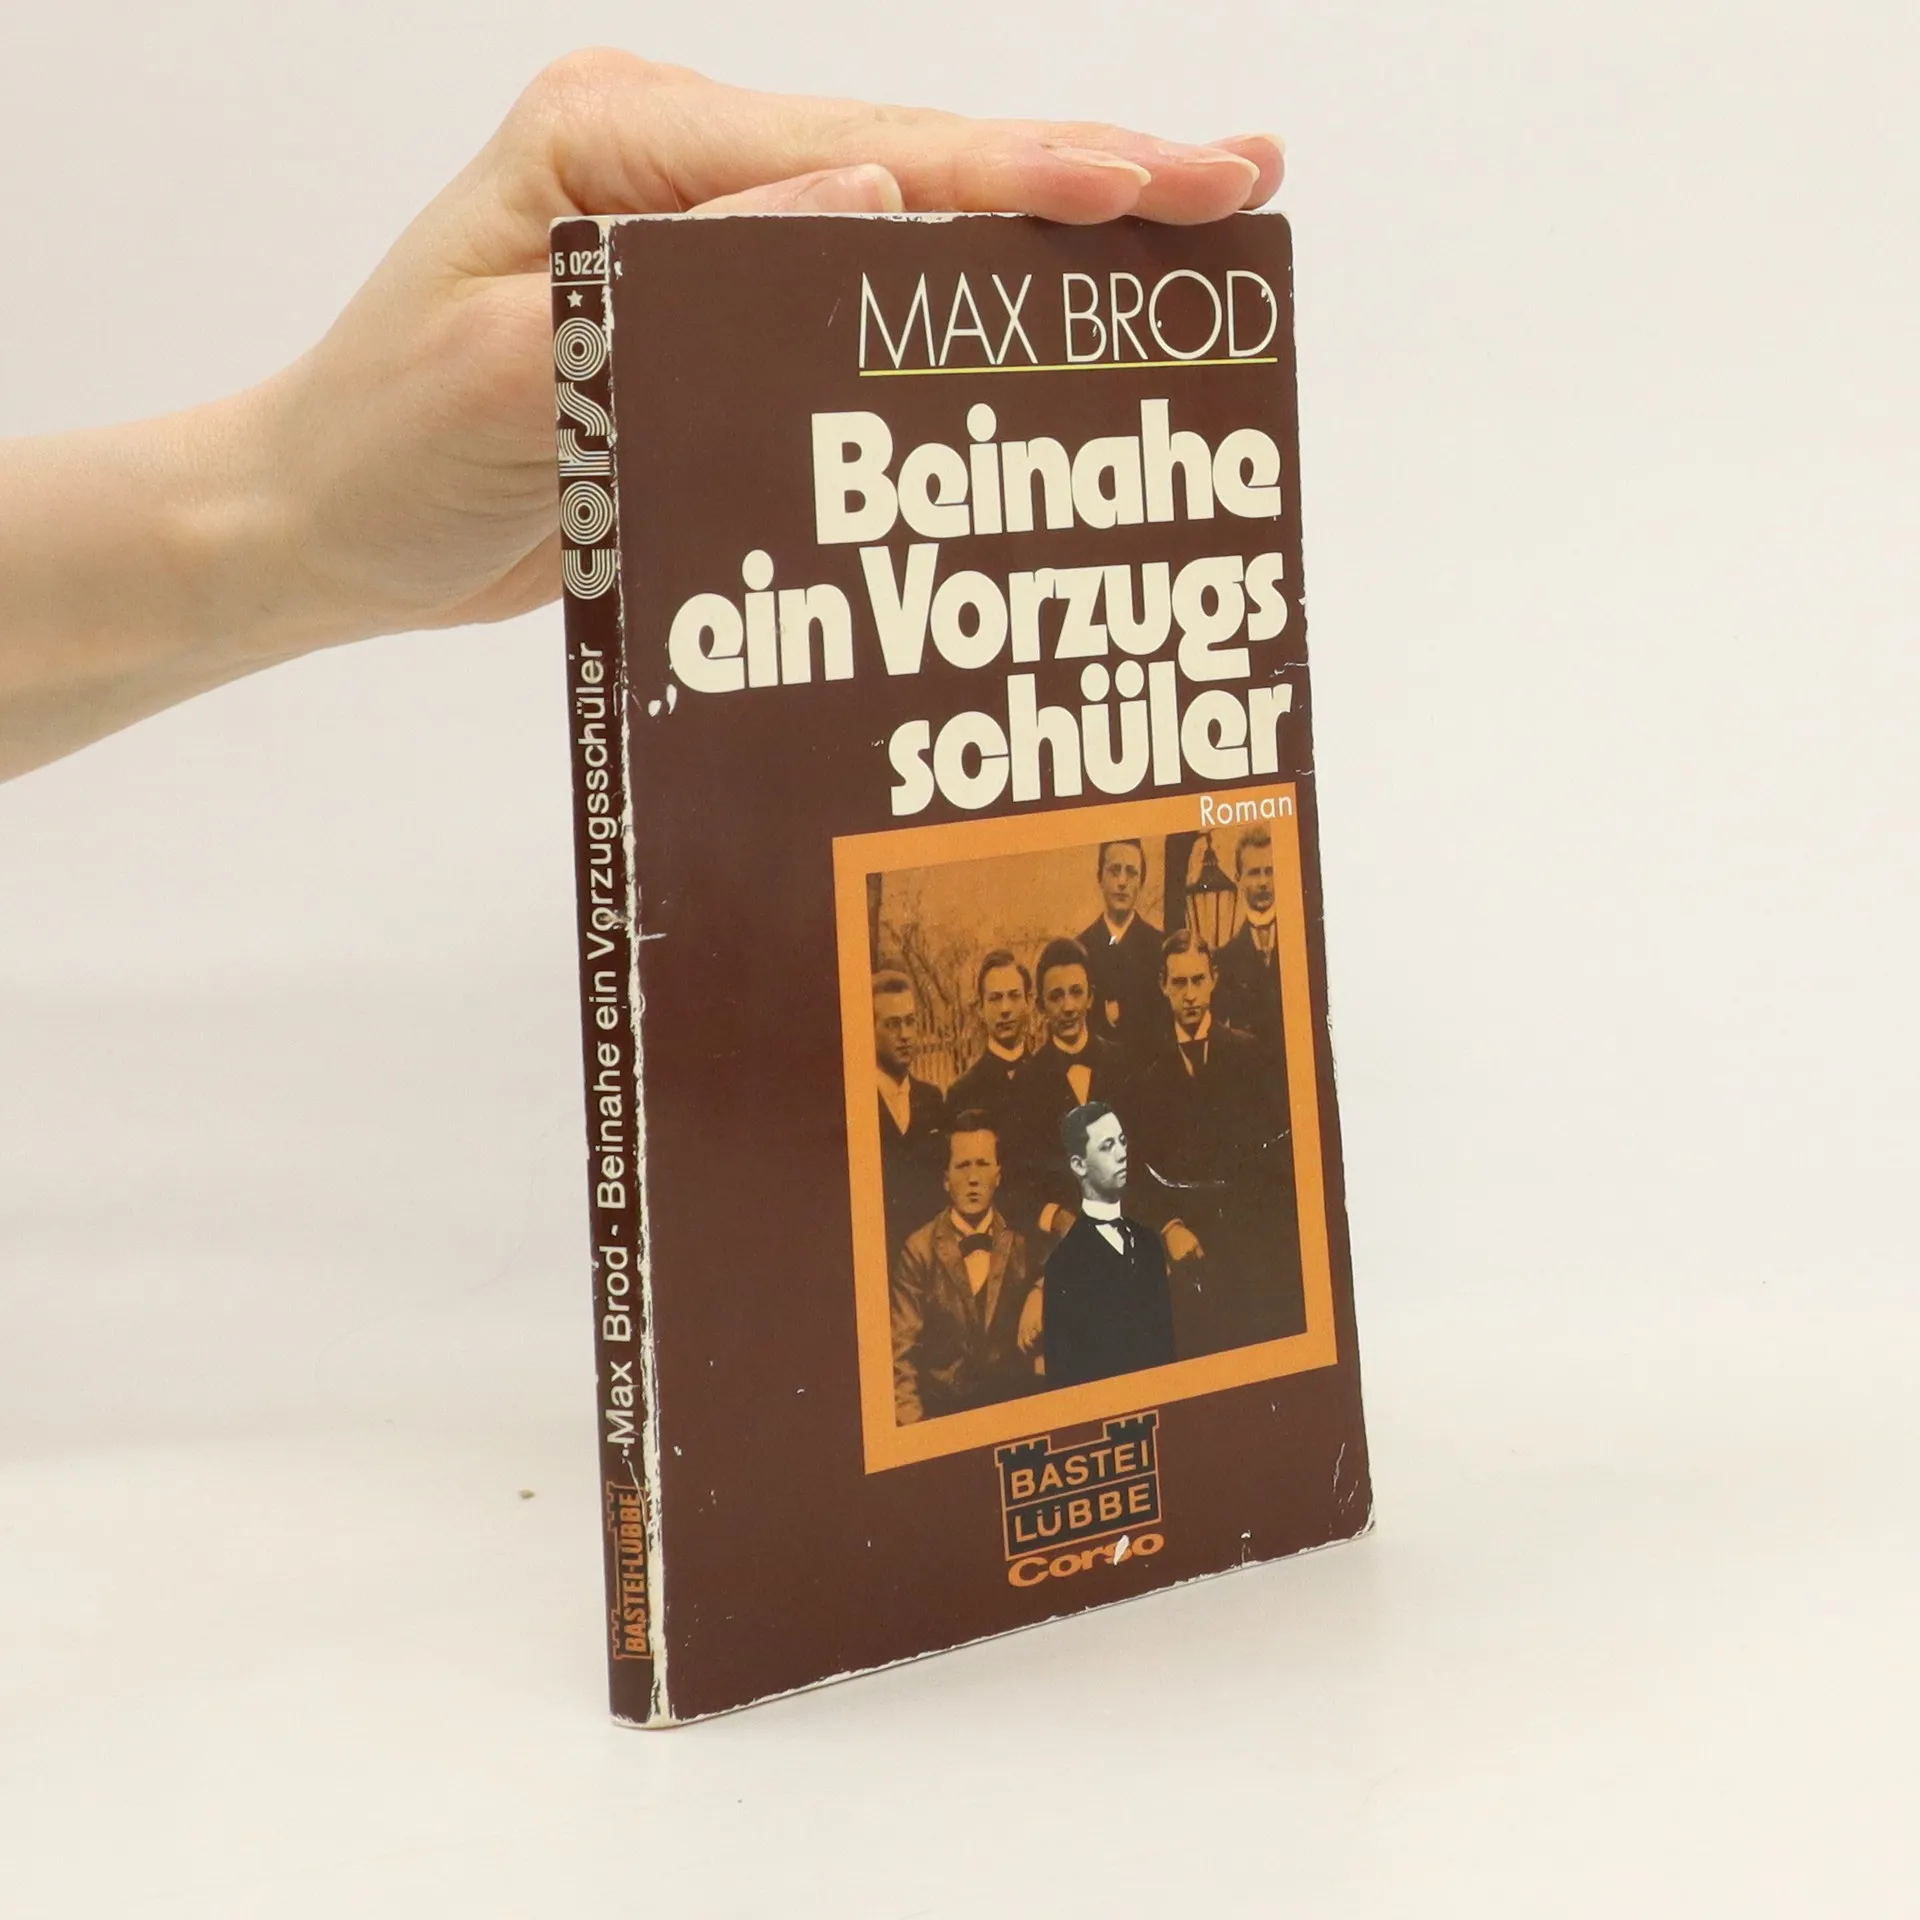 MAX BROD
Beinahe
ein Vorzugs
schüler
Roman
BASTEI
LÜBBE
Corso
5 022
corso
Max Brod - Beinahe ein Vorzugsschüler
BASTEI-LÜBBE